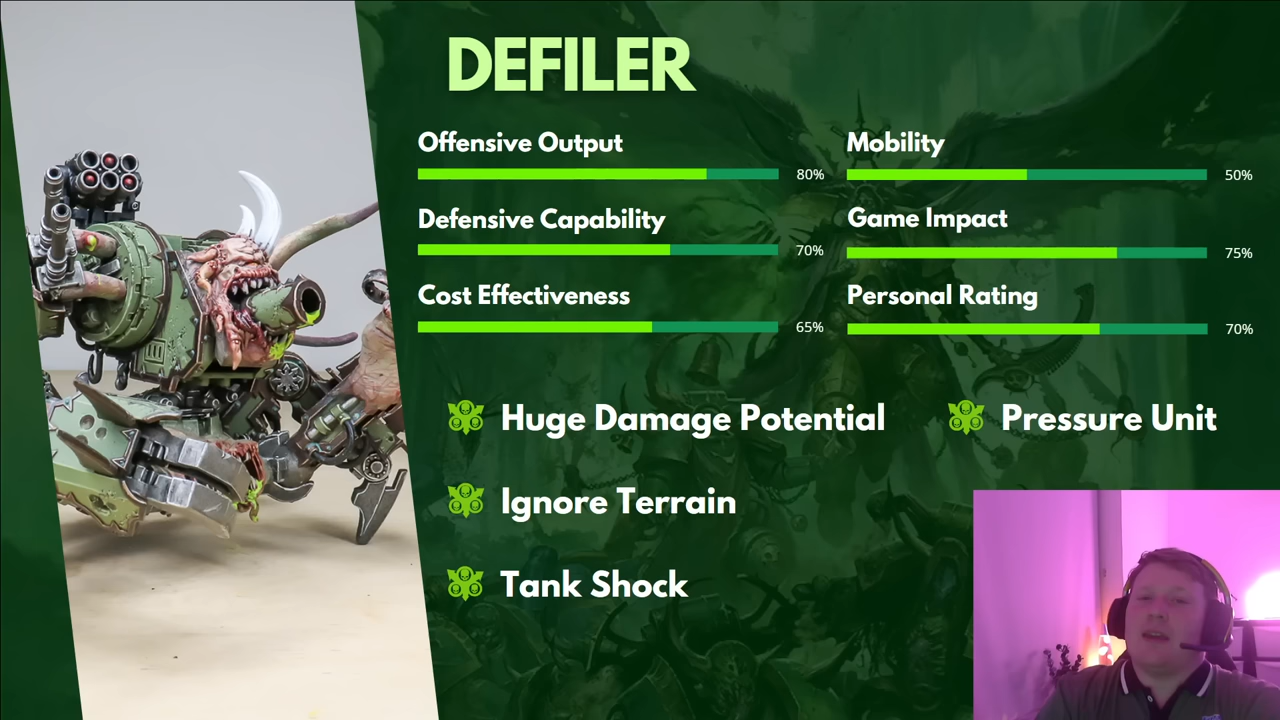 DEFILER
Offensive Output
80%
Defensive Capability
70%
Cost Effectiveness
65%
Mobility
50%
Game Impact
75%
Personal Rating
70%
Huge Damage Potential
Pressure Unit
Ignore Terrain
Tank Shock